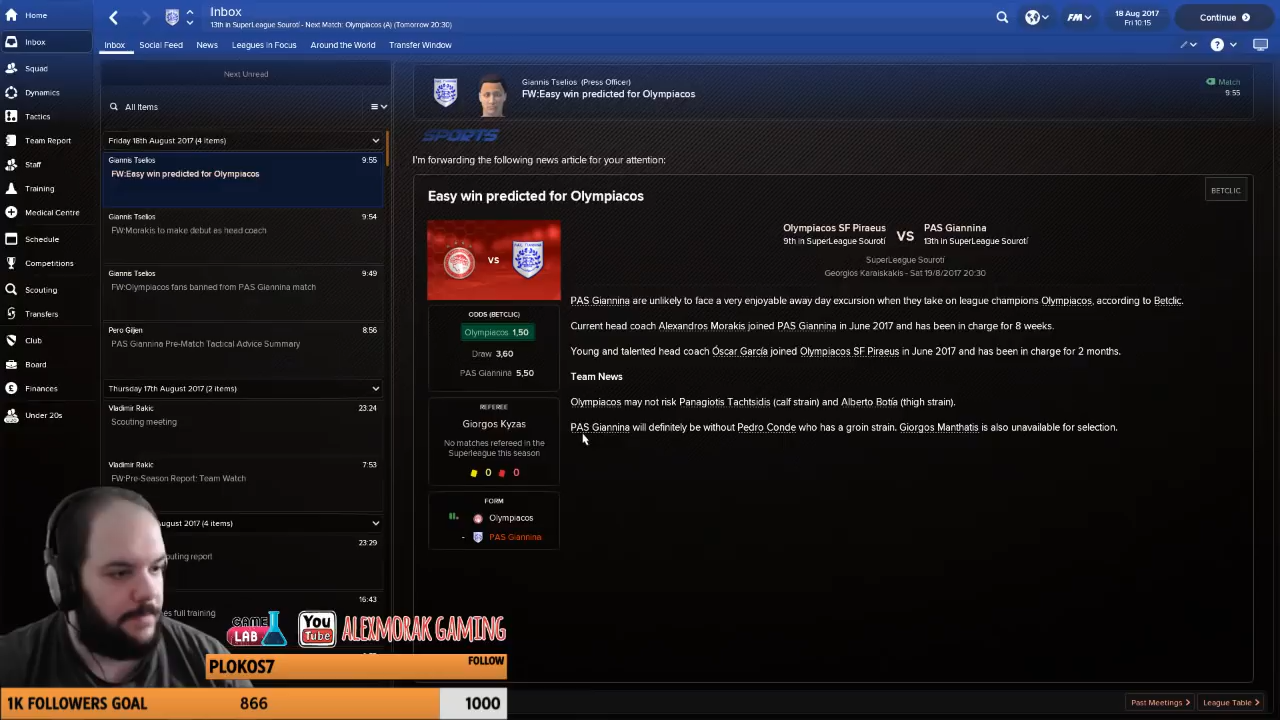 Home
Inbox
Squad
Dynamics
Tactics
Team Report
Staff
Training
Medical Centre
Schedule
Competitions
Scouting
Transfers
Club
Board
Finances
Under 20s
Inbox
13th in SuperLeague Sourotí - Next Match: Olympiacos (A) (Tomorrow 20:30)
FM
18 Aug 2017
Fri 10:15
Continue
Inbox
Social Feed
News
Leagues in Focus
Around the World
Transfer Window
Next Unread
All Items
Friday 18th August 2017 (4 items)
Giannis Tselios 9:55
FW:Easy win predicted for Olympiacos
Giannis Tselios 9:54
FW:Morakis to make debut as head coach
Giannis Tselios 9:49
FW:Olympiacos fans banned from PAS Giannina match
Pero Giljen 8:56
PAS Giannina Pre-Match Tactical Advice Summary
Thursday 17th August 2017 (2 items)
Vladimir Rakic 23:24
Scouting meeting
Vladimir Rakic 7:53
FW:Pre-Season Report: Team Watch
ugust 2017 (4 items)
23:29
outing report
16:43
es full training
Giannis Tselios (Press Officer)
FW:Easy win predicted for Olympiacos
Match
9:55
SPORTS
I'm forwarding the following news article for your attention:
Easy win predicted for Olympiacos
BETCLIC
VS
ODDS (BETCLIC)
Olympiacos 1,50
Draw 3,60
PAS Giannina 5,50
REFEREE
Giorgos Kyzas
No matches refereed in the
Superleague this season
0 0
FORM
Olympiacos
- PAS Giannina
Olympiacos SF Piraeus VS PAS Giannina
9th in SuperLeague Sourotí 13th in SuperLeague Sourotí
SuperLeague Sourotí
Georgios Karaiskakis - Sat 19/8/2017 20:30
PAS Giannina are unlikely to face a very enjoyable away day excursion when they take on league champions Olympiacos, according to Betclic.
Current head coach Alexandros Morakis joined PAS Giannina in June 2017 and has been in charge for 8 weeks.
Young and talented head coach Óscar García joined Olympiacos SF Piraeus in June 2017 and has been in charge for 2 months.
Team News
Olympiacos may not risk Panagiotis Tachtsidis (calf strain) and Alberto Botía (thigh strain).
PAS Giannina will definitely be without Pedro Conde who has a groin strain. Giorgos Manthatis is also unavailable for selection.
Past Meetings
League Table
GAME
LAB
You
Tube
ALEXMORAK GAMING
PLOKOS7 FOLLOW
1K FOLLOWERS GOAL 866 1000